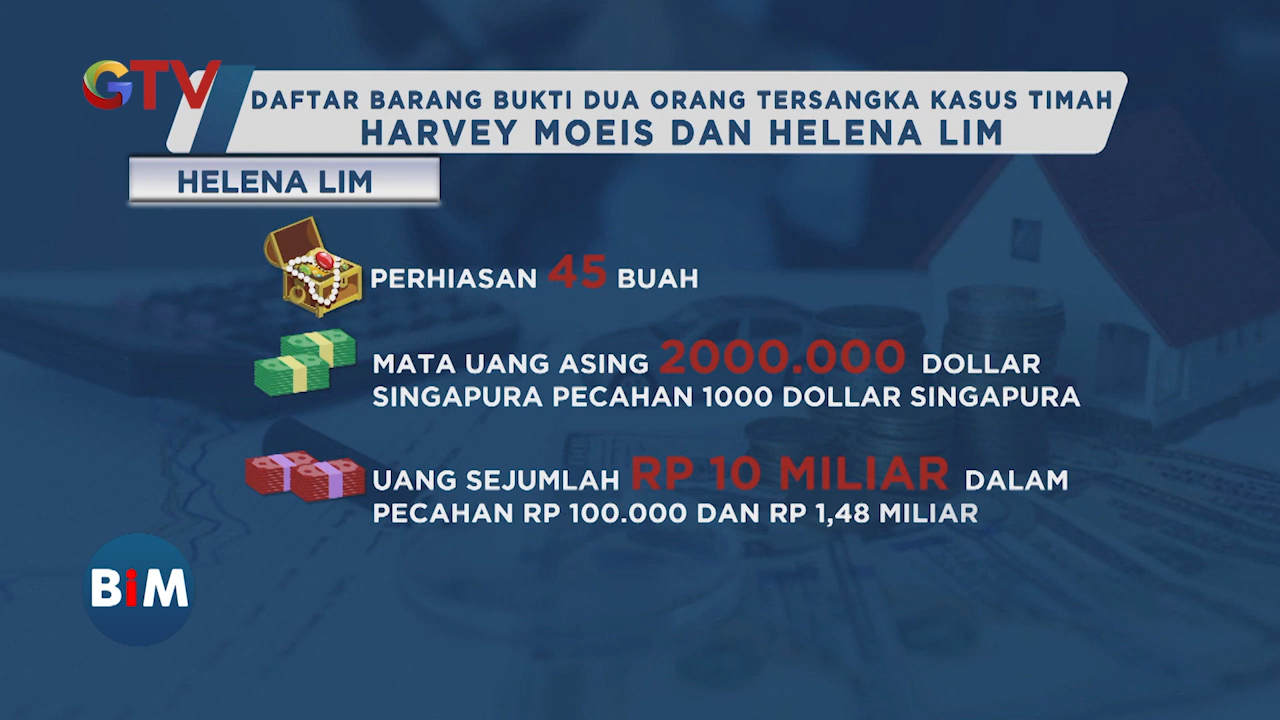 GTV
DAFTAR BARANG BUKTI DUA ORANG TERSANGKA KASUS TIMAH
HARVEY MOEIS DAN HELENA LIM
HELENA LIM
PERHIASAN 45 BUAH
MATA UANG ASING 2000.000 DOLLAR
SINGAPURA PECAHAN 1000 DOLLAR SINGAPURA
UANG SEJUMLAH RP 10 MILIAR DALAM
PECAHAN RP 100.000 DAN RP 1,48 MILIAR
BiM